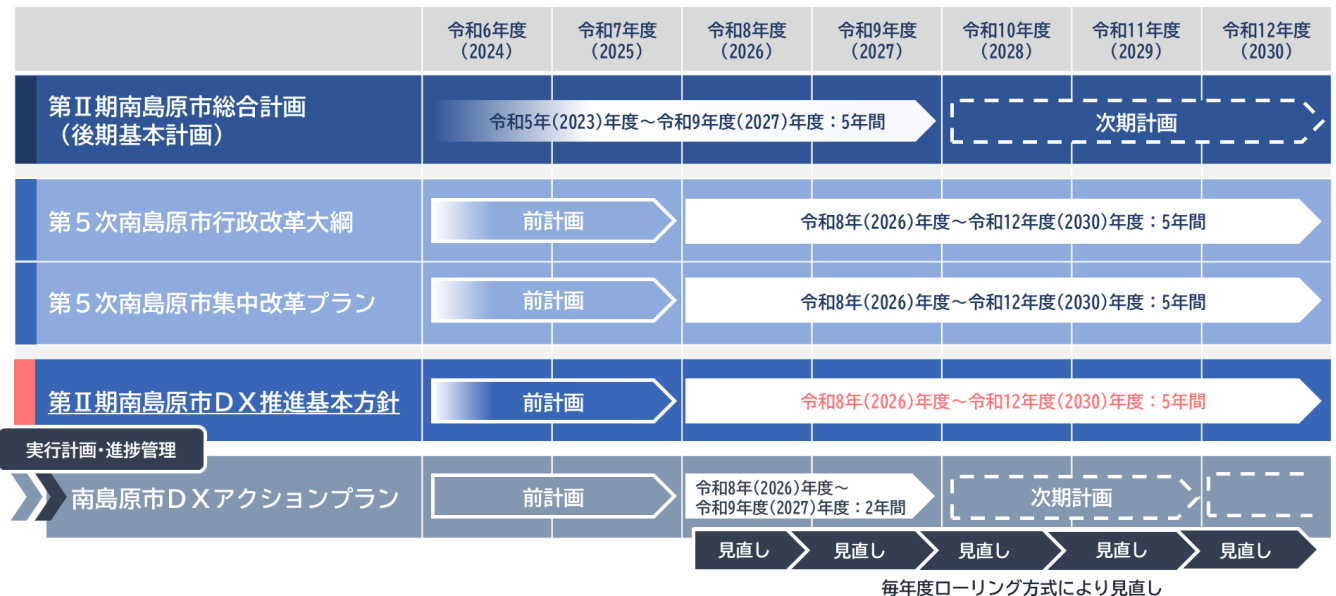 令和6年度
(2024)
令和7年度
(2025)
令和8年度
(2026)
令和9年度
(2027)
令和10年度
(2028)
令和11年度
(2029)
令和12年度
(2030)
第Ⅱ期南島原市総合計画
(後期基本計画)
令和5年(2023)年度～令和9年度(2027)年度：5年間
次期計画
第５次南島原市行政改革大綱
前計画
令和8年(2026)年度～令和12年度(2030)年度：5年間
第５次南島原市集中改革プラン
前計画
令和8年(2026)年度～令和12年度(2030)年度：5年間
第Ⅱ期南島原市ＤＸ推進基本方針
前計画
令和8年(2026)年度～令和12年度(2030)年度：5年間
実行計画・進捗管理
南島原市ＤＸアクションプラン
前計画
令和8年(2026)年度～
令和9年度(2027)年度：2年間
次期計画
見直し
見直し
見直し
見直し
見直し
毎年度ローリング方式により見直し